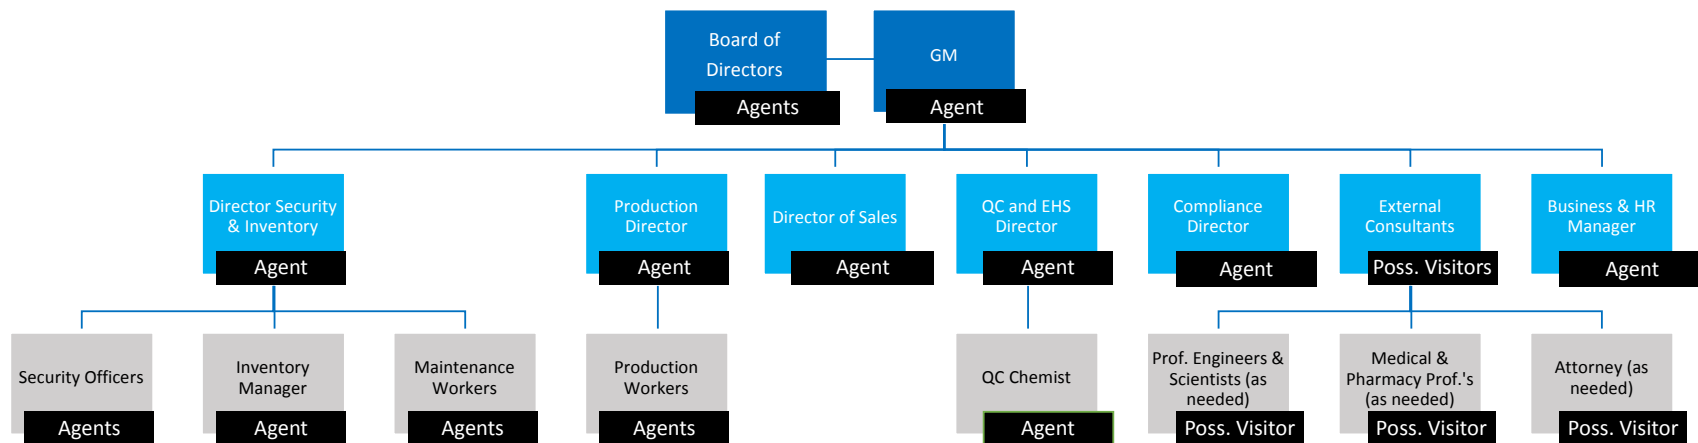 Board of
Directors
Agents
GM
Agent
Director Security
& Inventory
Agent
Production
Director
Agent
Director of Sales
Agent
QC and EHS
Director
Agent
Compliance
Director
Agent
External
Consultants
Poss. Visitors
Business & HR
Manager
Agent
Security Officers
Agents
Inventory
Manager
Agent
Maintenance
Workers
Agents
Production
Workers
Agents
QC Chemist
Agent
Prof. Engineers &
Scientists (as
needed)
Poss. Visitor
Medical &
Pharmacy Prof.'s
(as needed)
Poss. Visitor
Attorney (as
needed)
Poss. Visitor